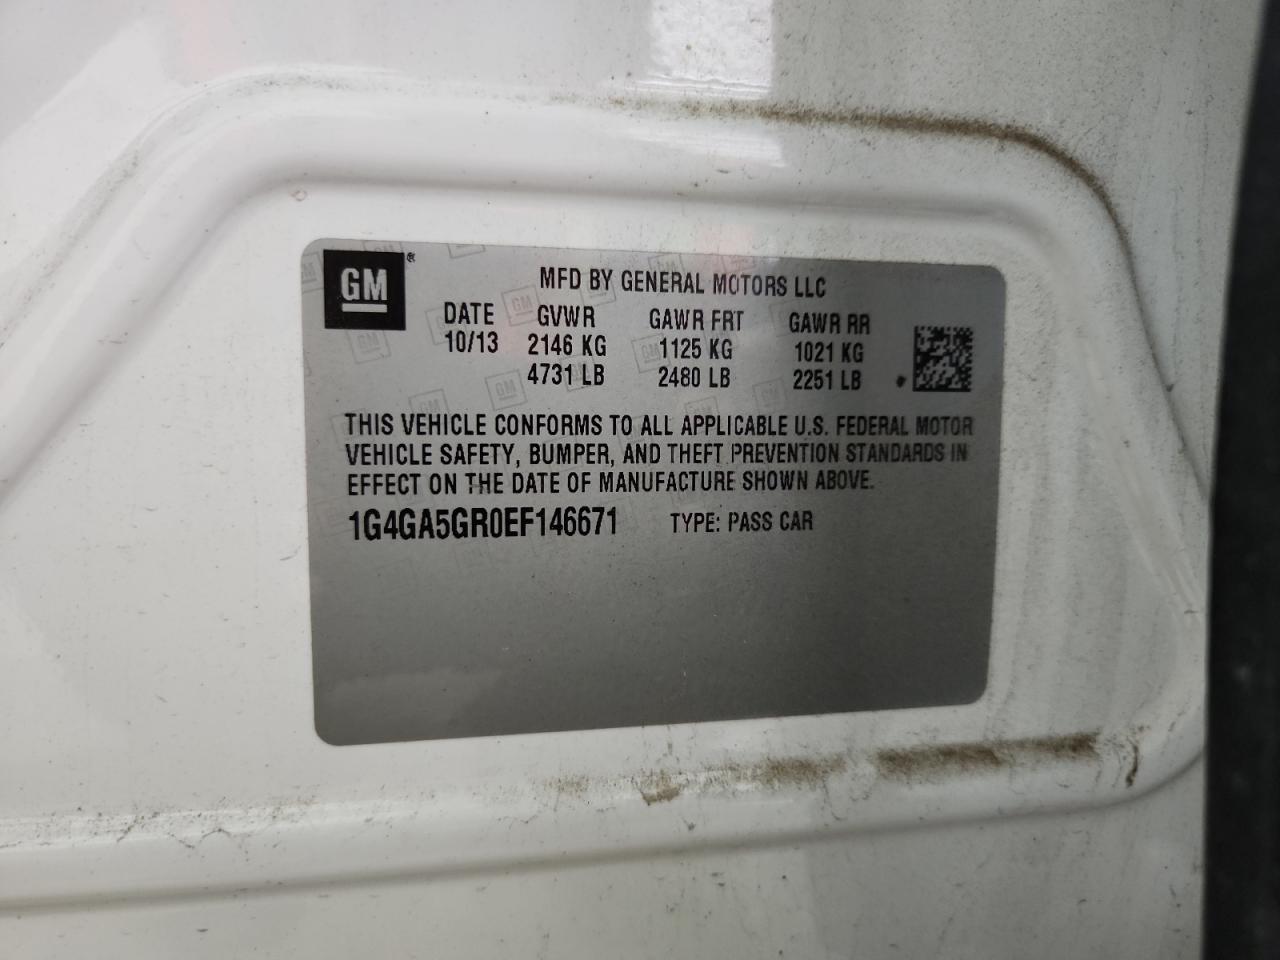 GM®
MFD BY GENERAL MOTORS LLC
DATE GVWR GAWR FRT GAWR RR
10/13 2146 KG 1125 KG 1021 KG
4731 LB 2480 LB 2251 LB
THIS VEHICLE CONFORMS TO ALL APPLICABLE U.S. FEDERAL MOTOR
VEHICLE SAFETY, BUMPER, AND THEFT PREVENTION STANDARDS IN
EFFECT ON THE DATE OF MANUFACTURE SHOWN ABOVE.
1G4GA5GR0EF146671 TYPE: PASS CAR